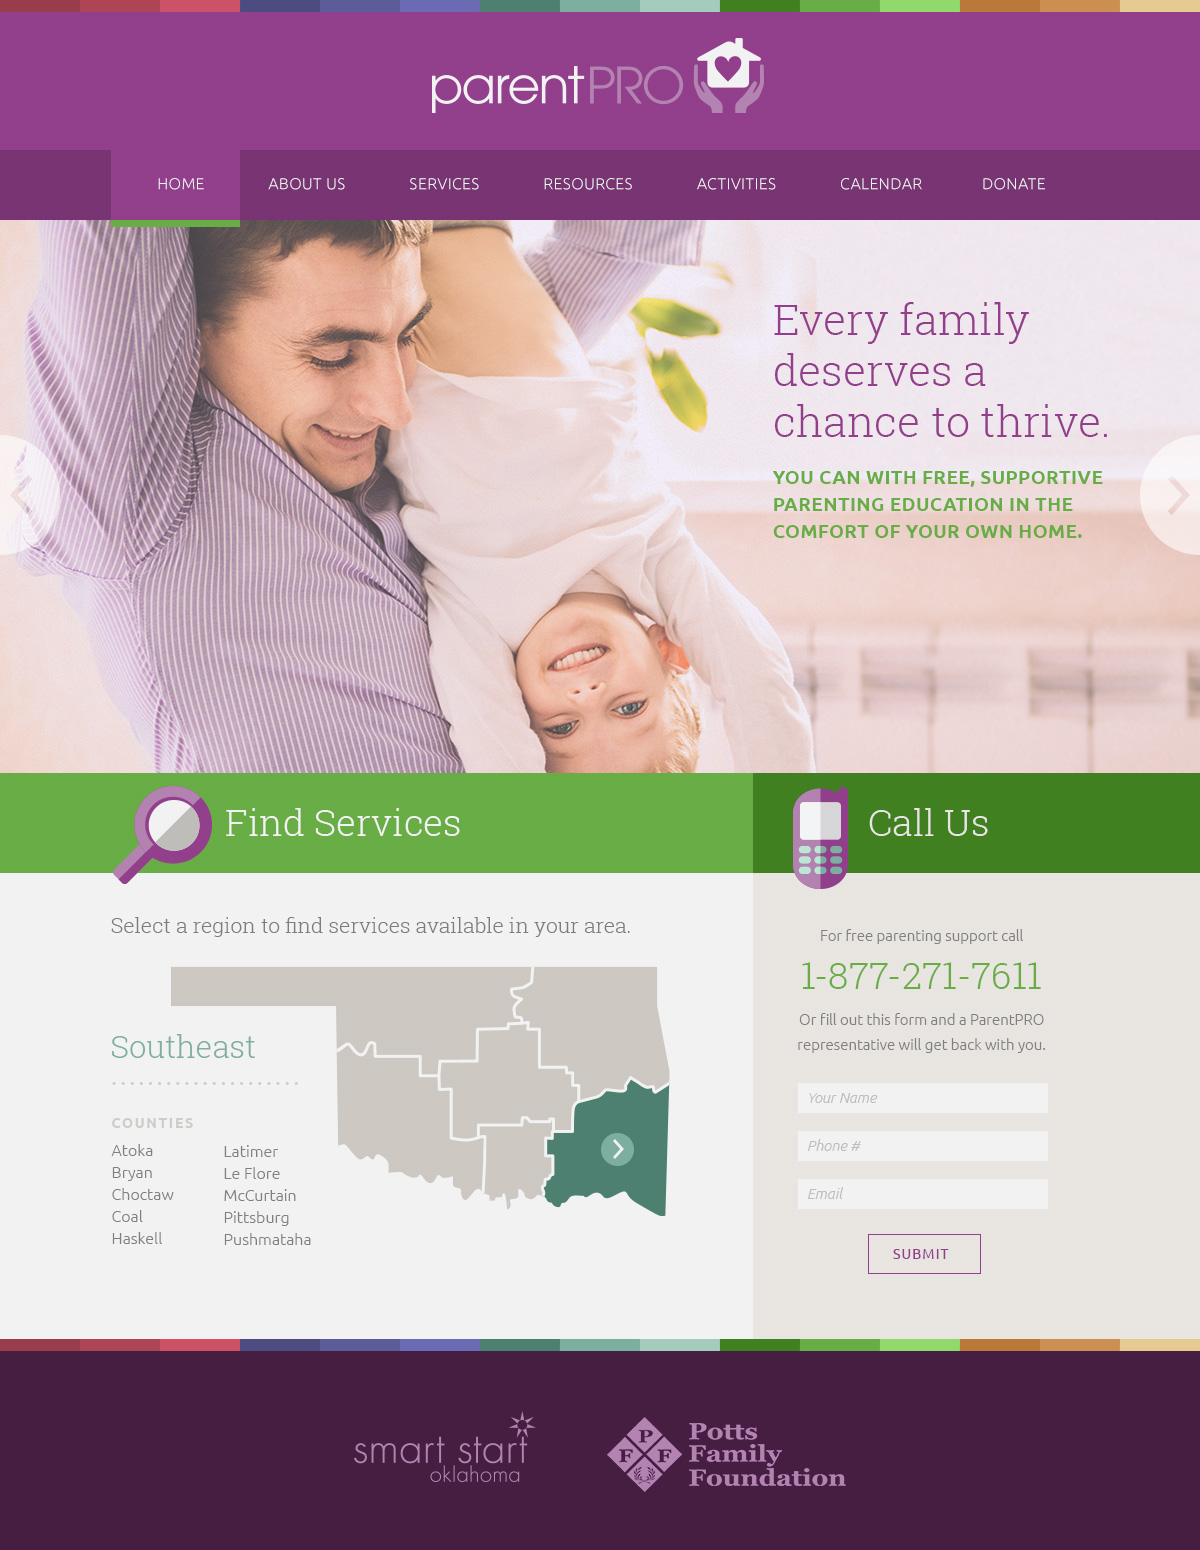 parentPRO
HOME ABOUT US SERVICES RESOURCES ACTIVITIES CALENDAR DONATE
Every family
deserves a
chance to thrive.
YOU CAN WITH FREE, SUPPORTIVE
PARENTING EDUCATION IN THE
COMFORT OF YOUR OWN HOME.
Find Services
Select a region to find services available in your area.
Southeast
COUNTIES
Atoka
Bryan
Choctaw
Coal
Haskell
Latimer
Le Flore
McCurtain
Pittsburg
Pushmataha
Call Us
For free parenting support call
1-877-271-7611
Or fill out this form and a ParentPRO
representative will get back with you.
Your Name
Phone #
Email
SUBMIT
smart start
oklahoma
P
F F
Potts
Family
Foundation